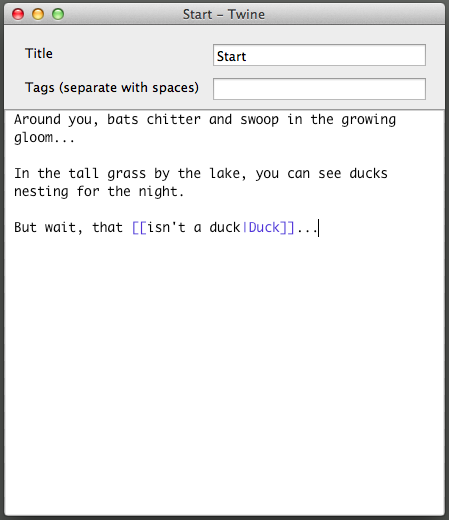 Start – Twine
Title
Start
Tags (separate with spaces)
Around you, bats chitter and swoop in the growing
gloom...
In the tall grass by the lake, you can see ducks
nesting for the night.
But wait, that [[isn't a duck|Duck]]...